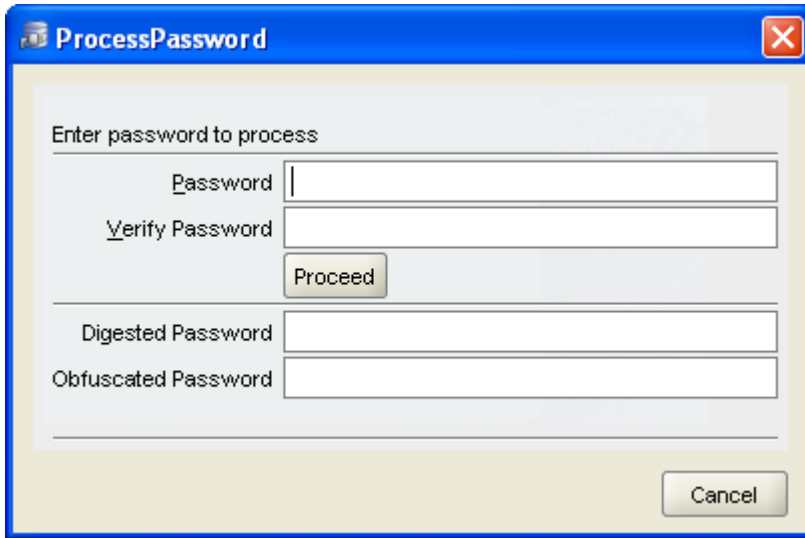 ProcessPassword
Enter password to process
Password
Verify Password
Proceed
Digested Password
Obfuscated Password
Cancel